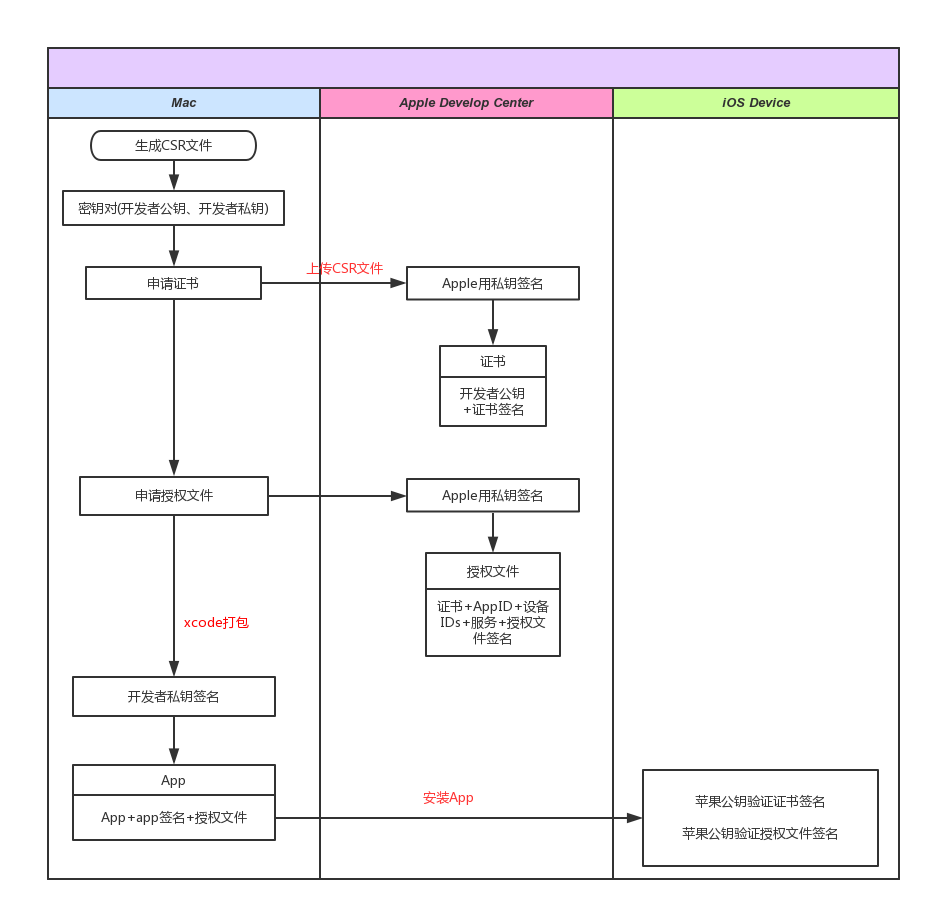 Mac
Apple Develop Center
iOS Device
生成CSR文件
密钥对(开发者公钥、开发者私钥)
上传CSR文件
申请证书
Apple用私钥签名
证书
开发者公钥
+证书签名
申请授权文件
Apple用私钥签名
授权文件
证书+AppID+设备
IDs+服务+授权文
件签名
xcode打包
开发者私钥签名
App
App+app签名+授权文件
安装App
苹果公钥验证证书签名
苹果公钥验证授权文件签名